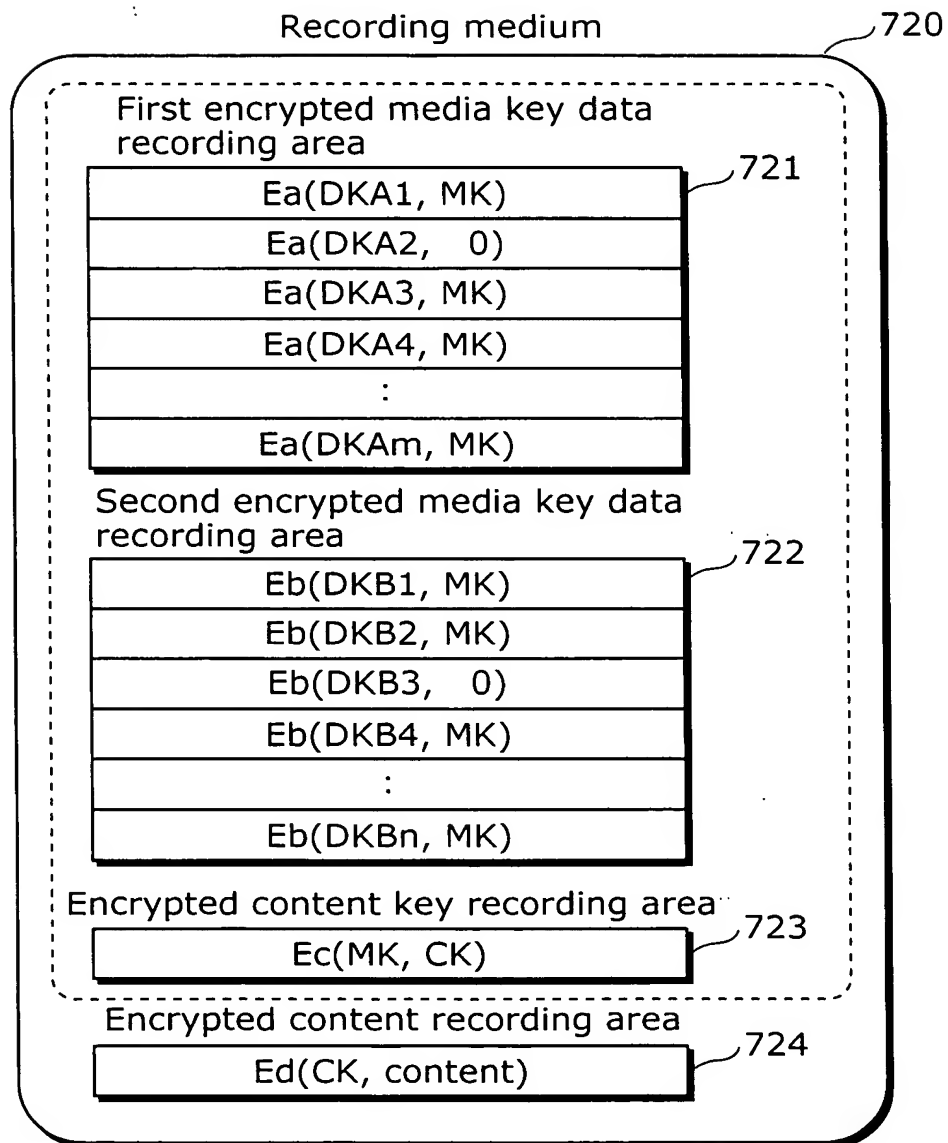 Recording medium
720
First encrypted media key data
recording area
721
Ea(DKA1, MK)
Ea(DKA2, 0)
Ea(DKA3, MK)
Ea(DKA4, MK)
:
Ea(DKAm, MK)
Second encrypted media key data
recording area
722
Eb(DKB1, MK)
Eb(DKB2, MK)
Eb(DKB3, 0)
Eb(DKB4, MK)
:
Eb(DKBn, MK)
Encrypted content key recording area
723
Ec(MK, CK)
Encrypted content recording area
724
Ed(CK, content)